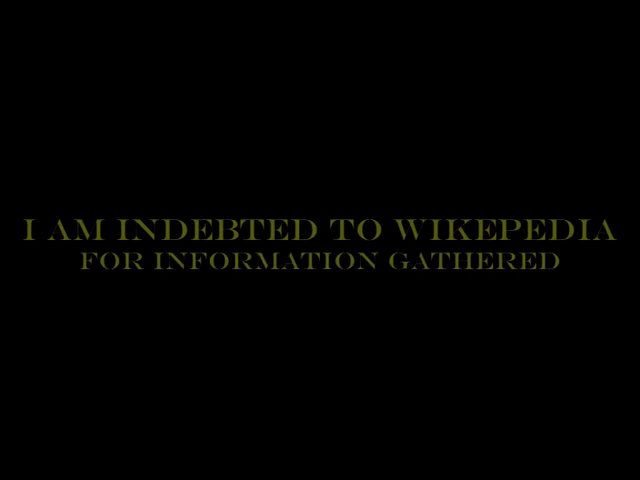 I AM INDEBTED TO WIKEPEDIA
FOR INFORMATION GATHERED